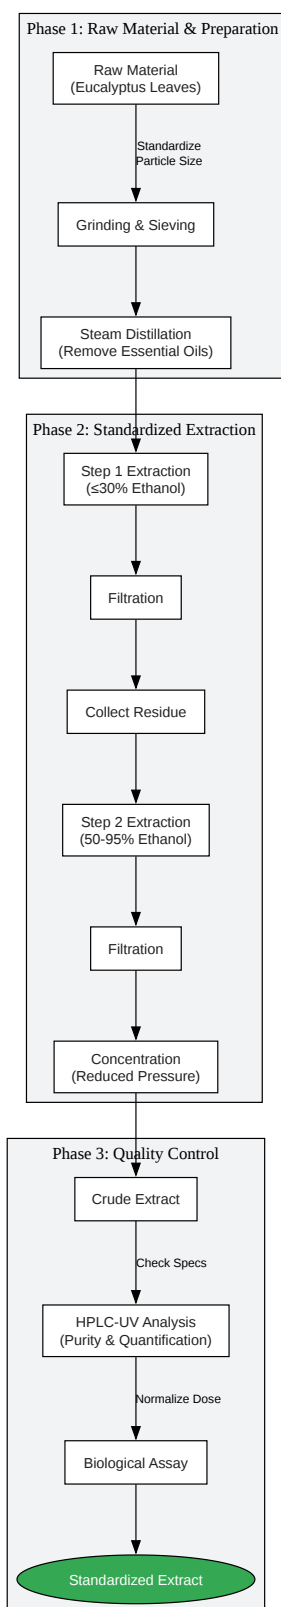 Phase 1: Raw Material & Preparation
Raw Material
(Eucalyptus Leaves)
Standardize
Particle Size
Grinding & Sieving
Steam Distillation
(Remove Essential Oils)
Phase 2: Standardized Extraction
Step 1 Extraction
(≤30% Ethanol)
Filtration
Collect Residue
Step 2 Extraction
(50-95% Ethanol)
Filtration
Concentration
(Reduced Pressure)
Phase 3: Quality Control
Crude Extract
Check Specs
HPLC-UV Analysis
(Purity & Quantification)
Normalize Dose
Biological Assay
Standardized Extract